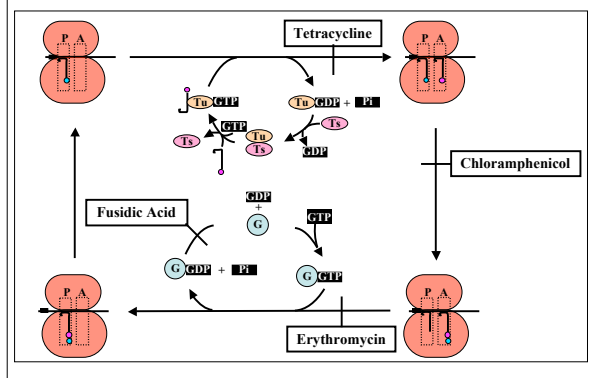 Tetracycline
P A
P A
Tu GTP
Tu GDP + Pi
Ts
GTP
Tu
Ts
Ts
GDP
Chloramphenicol
GDP
+
G
Fusidic Acid
GTP
G GDP + Pi
G GTP
P A
P A
Erythromycin